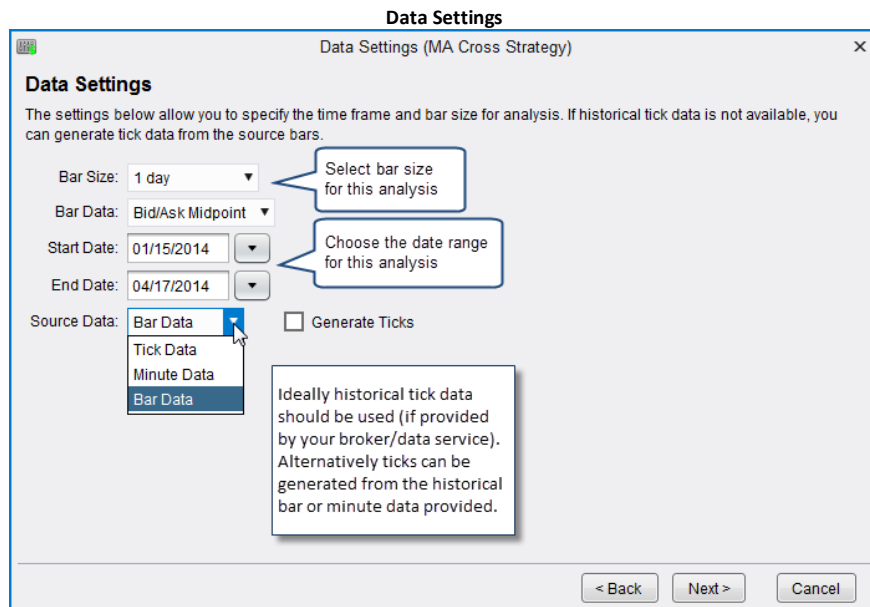 Data Settings
Data Settings (MA Cross Strategy)
Data Settings
The settings below allow you to specify the time frame and bar size for analysis. If historical tick data is not available, you
can generate tick data from the source bars.
Bar Size: 1 day
Select bar size
for this analysis
Bar Data: Bid/Ask Midpoint
Start Date: 01/15/2014
Choose the date range
for this analysis
End Date: 04/17/2014
Source Data: Bar Data Generate Ticks
Tick Data
Minute Data
Bar Data
Ideally historical tick data
should be used (if provided
by your broker/data service).
Alternatively ticks can be
generated from the historical
bar or minute data provided.
< Back Next > Cancel